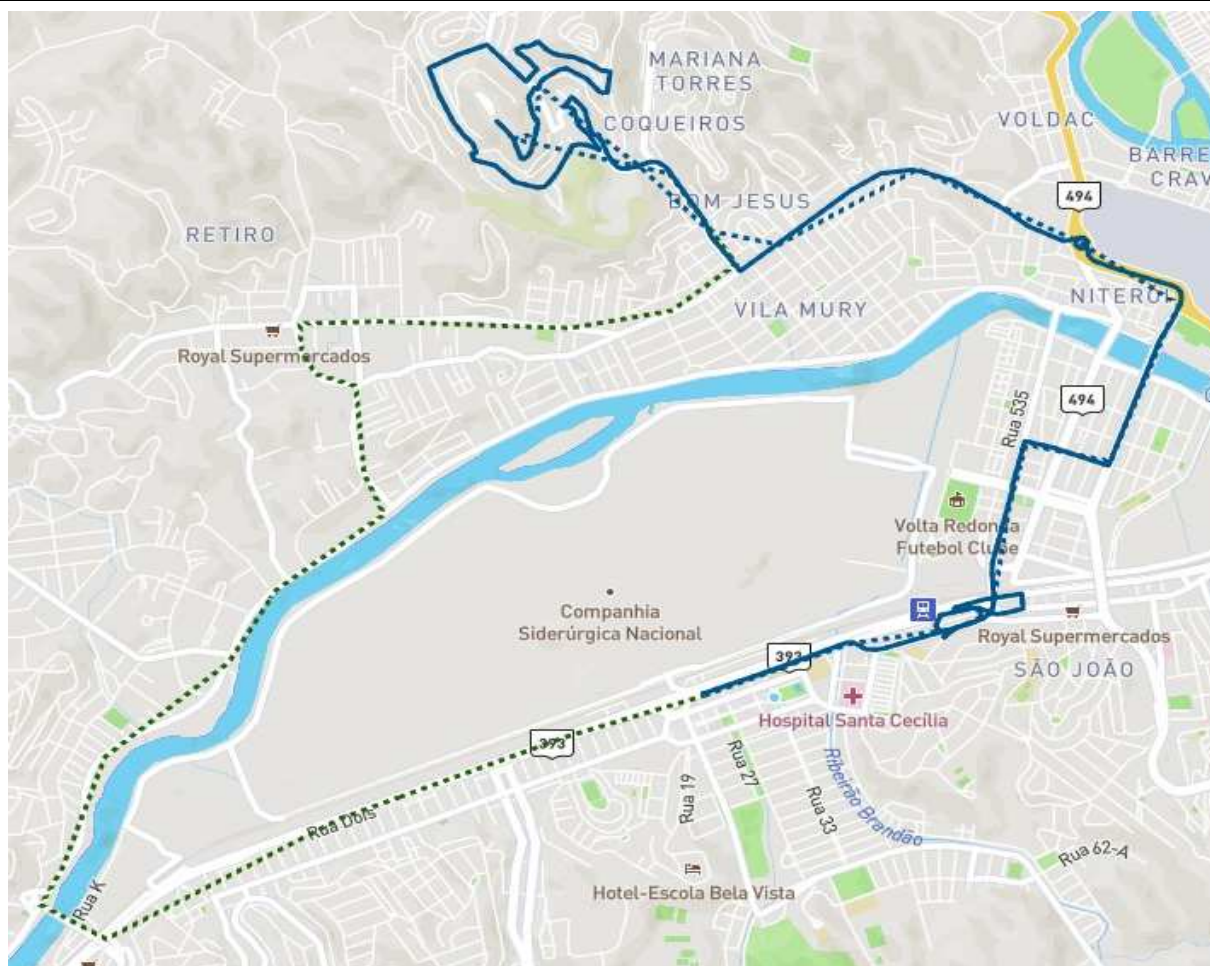 MARIANA
TORRES
COQUEIROS
VOLDAC
BARRE
CRAV
494
BOM JESUS
RETIRO
NITERÓI
VILA MURY
Royal Supermercados
494
Rua 535
Volta Redonda
Futebol Clube
Companhia
Siderúrgica Nacional
Royal Supermercados
393
SÃO JOÃO
Hospital Santa Cecília
393
Rua 27
Rua 19
Rua 33
Ribeirão Brandão
Rua Dois
Rua 62-A
Rua K
Hotel-Escola Bela Vista